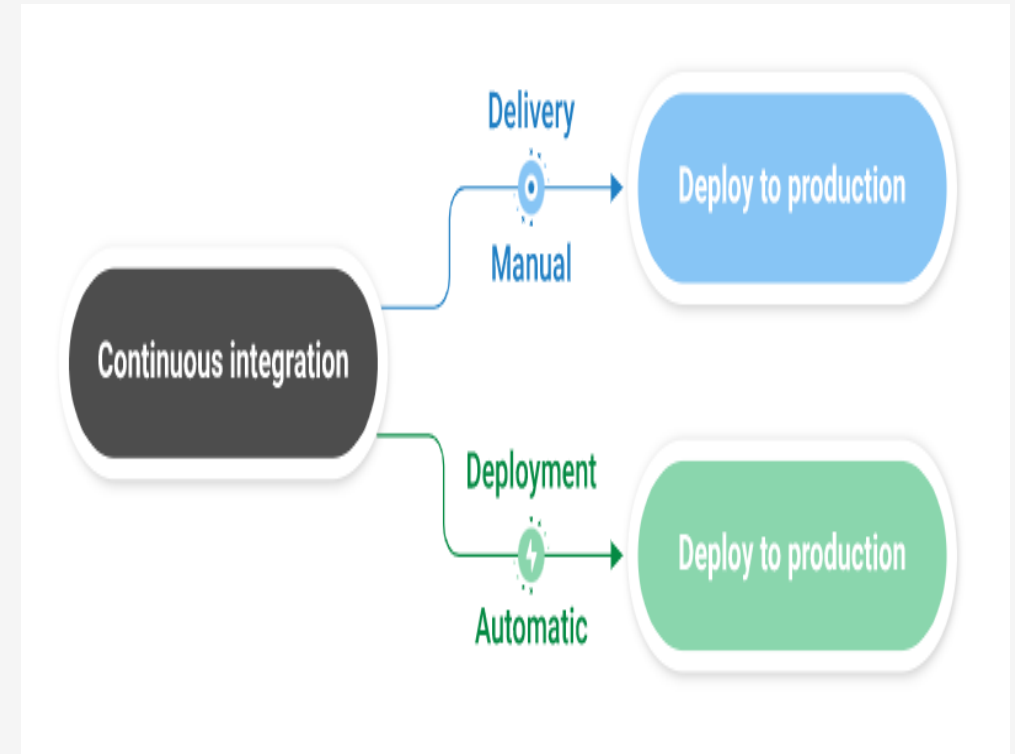 Delivery
Deploy to production
Manual
Continuous integration
Deployment
Deploy to production
Automatic